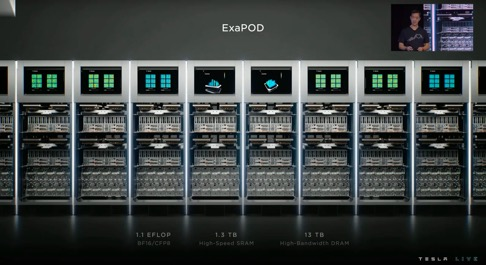 ExaPOD
1.1 EFLOP
BF16/CFP8
1.3 TB
High-Speed SRAM
13 TB
High-Bandwidth DRAM
TESLA LIVE